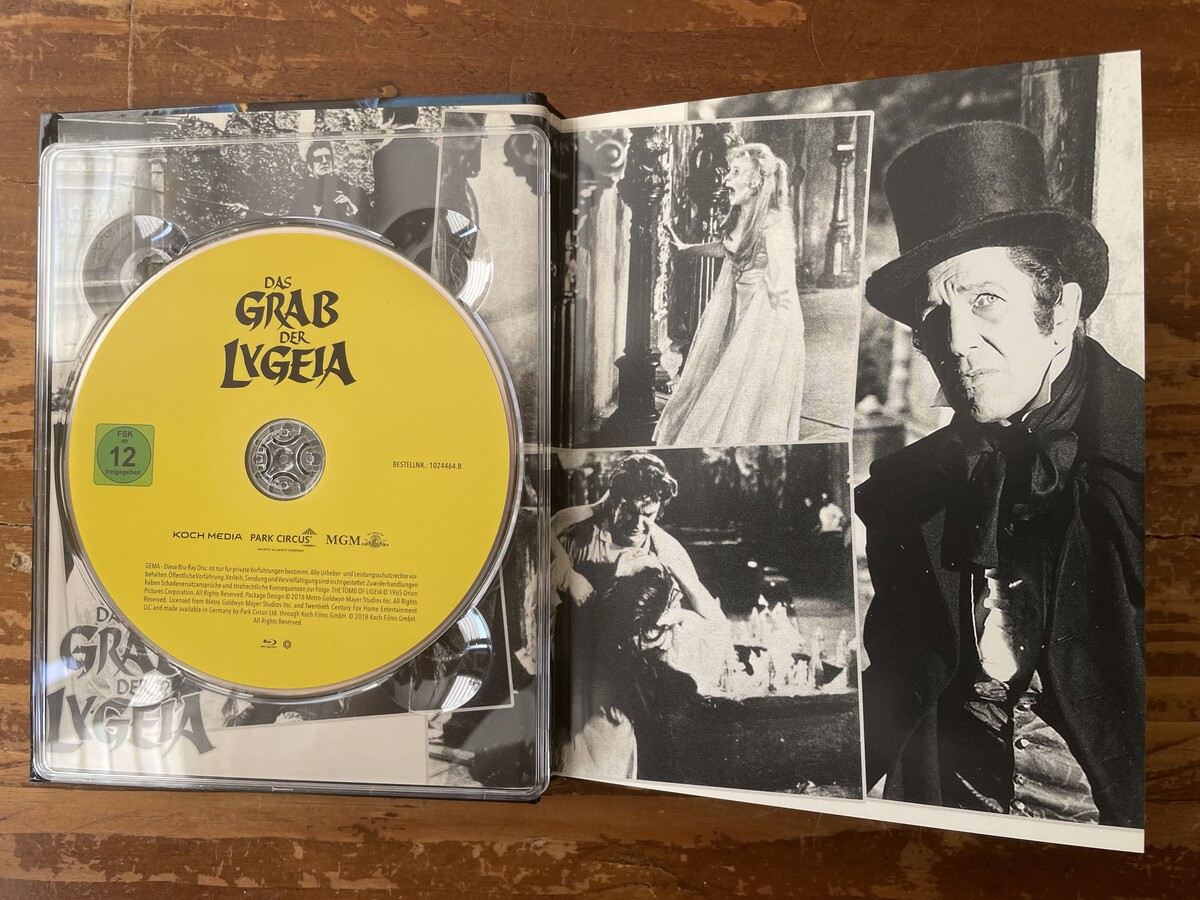 DAS
GRAB
DER
LYGEIA
FSK
ab
12
freigegeben
BESTELLNR.: 1024464.B
KOCH MEDIA PARK CIRCUS MGM
AN ARTS ALLIANCE COMPANY
GEMA - Diese Blu-Ray Disc ist nur für private Vorführungen bestimmt. Alle Urheber- und Leistungsschutzrechte vor-
behalten. Öffentliche Vorführung, Verleih, Sendung und Vervielfältigung sind nicht gestattet. Zuwiderhandlungen
haben Schadenersatzansprüche und strafrechtliche Konsequenzen zur Folge. THE TOMB OF LIGEIA © 1965 Orion
Pictures Corporation. All Rights Reserved. Package Design © 2018 Metro-Goldwyn-Mayer Studios Inc. All Rights
Reserved. Licensed from Metro Goldwyn Mayer Studios Inc. and Twentieth Century Fox Home Entertainment
LLC and made available in Germany by Park Circus Ltd. through Koch Films GmbH. © 2018 Koch Films GmbH.
All Rights Reserved.
DAS
GRAB
DER
LYGEIA